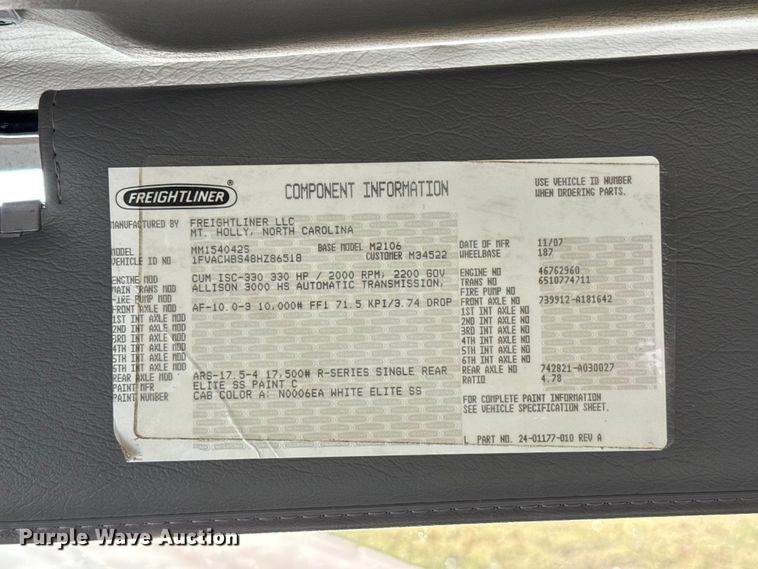 FREIGHTLINER®
COMPONENT INFORMATION
USE VEHICLE ID NUMBER
WHEN ORDERING PARTS.
MANUFACTURED BY FREIGHTLINER LLC
MT. HOLLY, NORTH CAROLINA
MODEL MM154042S BASE MODEL M2106 DATE OF MFR 11/07
VEHICLE ID NO 1FVACWBS48HZ86518 CUSTOMER M34522 WHEELBASE 187
ENGINE MOD CUM ISC-330 330 HP / 2000 RPM, 2200 GOV ENGINE NO 46762960
MAIN TRANS MOD ALLISON 3000 HS AUTOMATIC TRANSMISSION, TRANS NO 6510774711
FIRE PUMP MOD FIRE PUMP NO
FRONT AXLE MOD AF-10.0-3 10,000# FF1 71.5 KPI/3.74 DROP FRONT AXLE NO 739912-A181642
1ST INT AXLE MOD 1ST INT AXLE NO
2ND INT AXLE MOD 2ND INT AXLE NO
3RD INT AXLE MOD 3RD INT AXLE NO
4TH INT AXLE MOD 4TH INT AXLE NO
5TH INT AXLE MOD 5TH INT AXLE NO
6TH INT AXLE MOD 6TH INT AXLE NO
REAR AXLE MOD ARS-17.5-4 17,500# R-SERIES SINGLE REAR REAR AXLE NO 742821-A030027
PAINT MFR ELITE SS PAINT C RATIO 4.78
PAINT NUMBER CAB COLOR A: N0006EA WHITE ELITE SS
FOR COMPLETE PAINT INFORMATION
SEE VEHICLE SPECIFICATION SHEET.
L PART NO. 24-01177-010 REV A
Purple Wave Auction